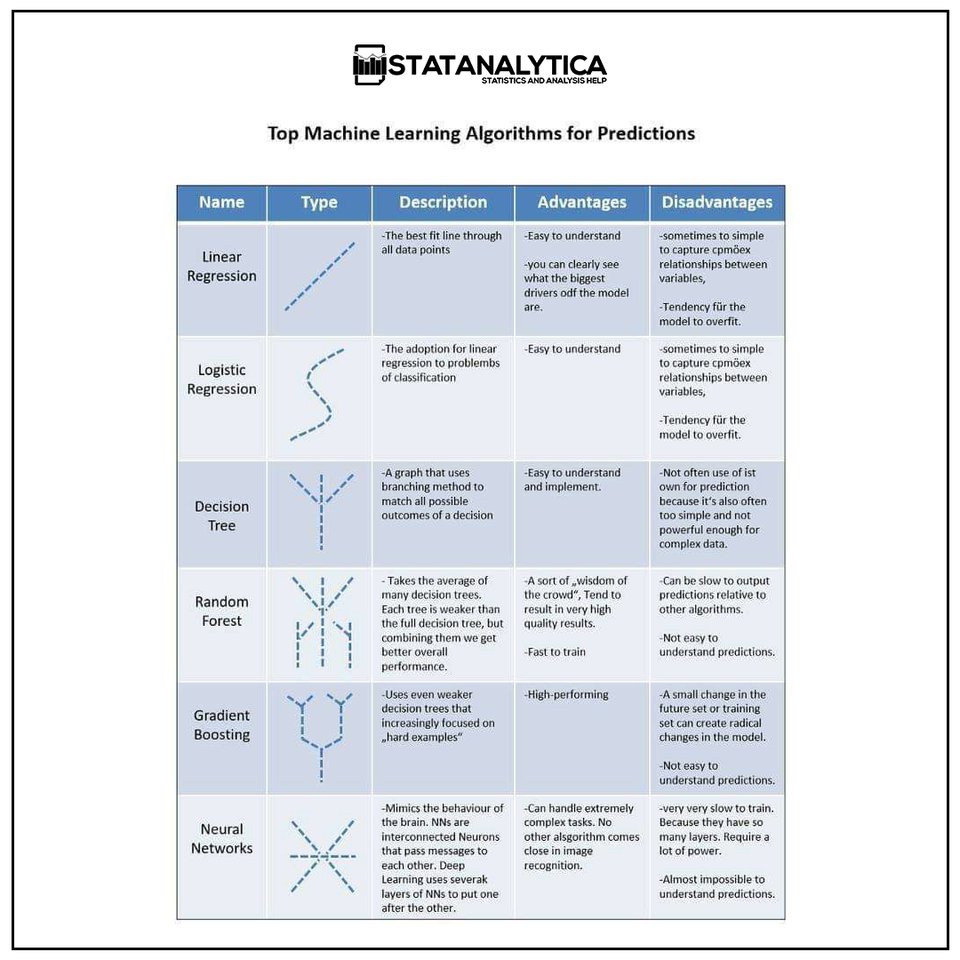 STATANALYTICA
STATISTICS AND ANALYSIS HELP
Top Machine Learning Algorithms for Predictions
Name Type Description Advantages Disadvantages
Linear
Regression
-The best fit line through
all data points
-Easy to understand
-you can clearly see
what the biggest
drivers odf the model
are.
-sometimes to simple
to capture cpmöex
relationships between
variables,
-Tendency für the
model to overfit.
Logistic
Regression
-The adoption for linear
regression to problembs
of classification
-Easy to understand
-sometimes to simple
to capture cpmöex
relationships between
variables,
-Tendency für the
model to overfit.
Decision
Tree
-A graph that uses
branching method to
match all possible
outcomes of a decision
-Easy to understand
and implement.
-Not often use of ist
own for prediction
because it's also often
too simple and not
powerful enough for
complex data.
Random
Forest
- Takes the average of
many decision trees.
Each tree is weaker than
the full decision tree, but
combining them we get
better overall
performance.
-A sort of „wisdom of
the crowd“, Tend to
result in very high
quality results.
-Fast to train
-Can be slow to output
predictions relative to
other algorithms.
-Not easy to
understand predictions.
Gradient
Boosting
-Uses even weaker
decision trees that
increasingly focused on
„hard examples“
-High-performing
-A small change in the
future set or training
set can create radical
changes in the model.
-Not easy to
understand predictions.
Neural
Networks
-Mimics the behaviour of
the brain. NNs are
interconnected Neurons
that pass messages to
each other. Deep
Learning uses severak
layers of NNs to put one
after the other.
-Can handle extremely
complex tasks. No
other alsgorithm comes
close in image
recognition.
-very very slow to train.
Because they have so
many layers. Require a
lot of power.
-Almost impossible to
understand predictions.